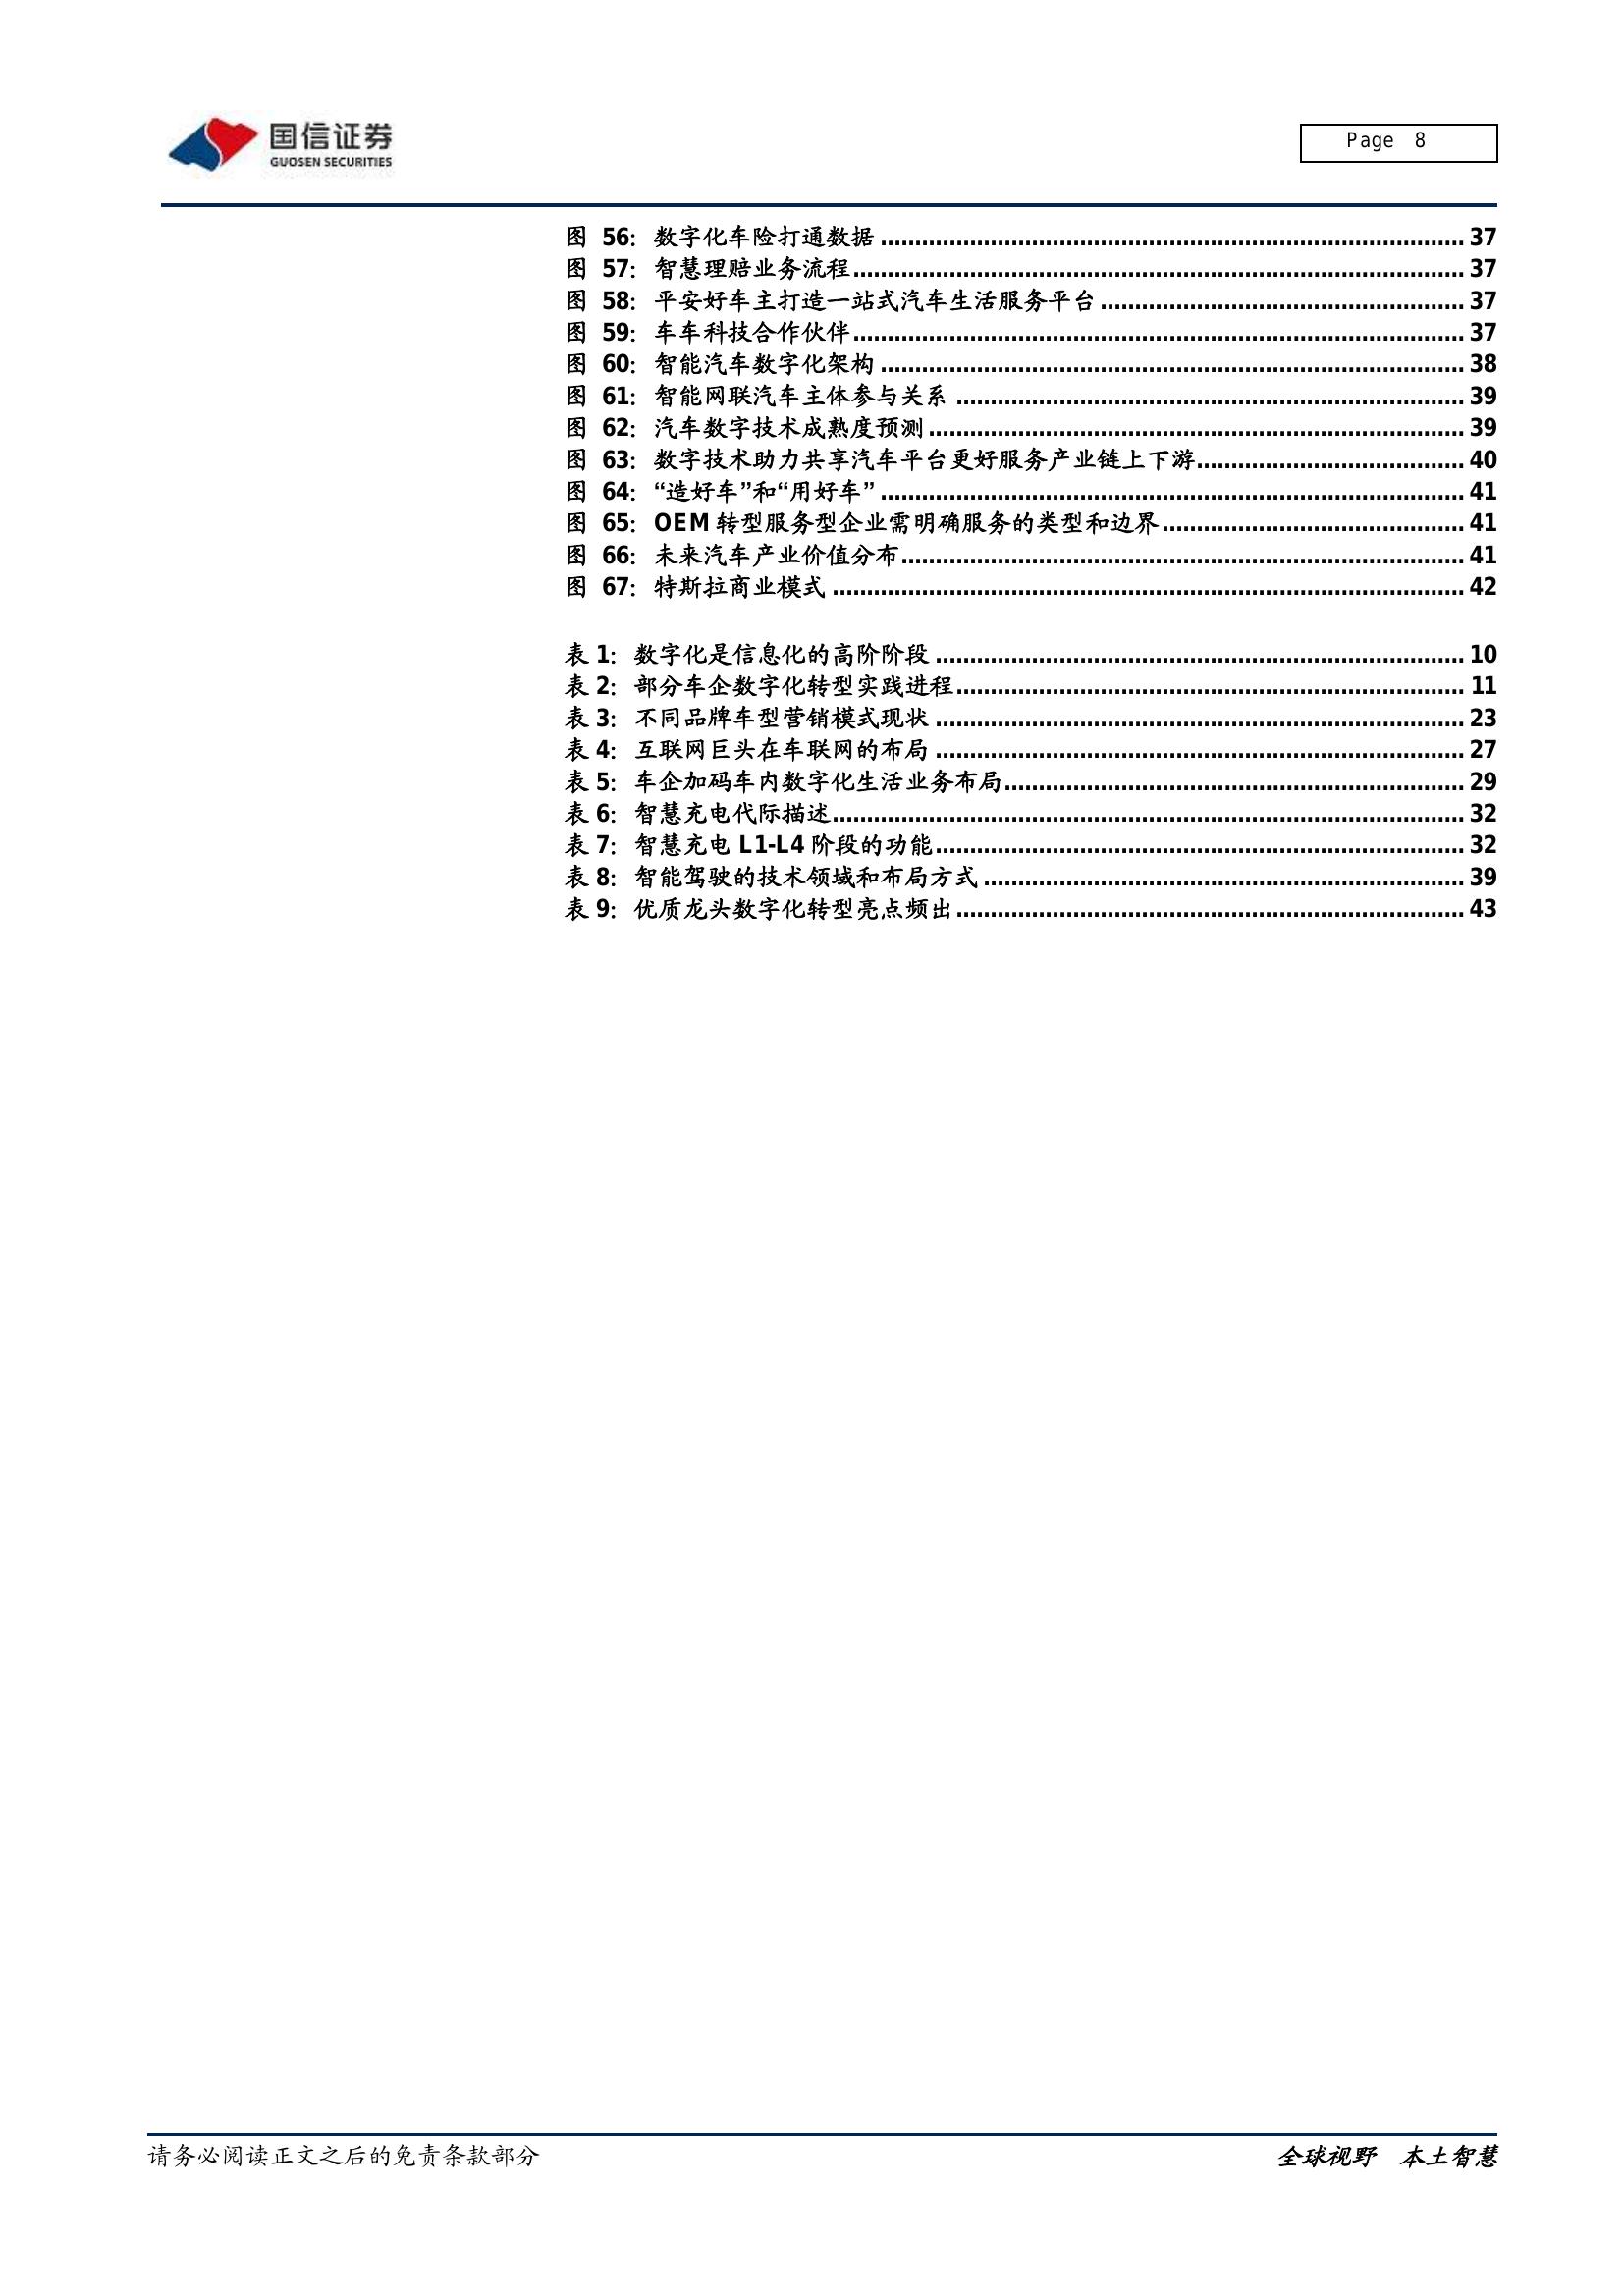 国信证券
GUOSEN SECURITIES
Page 8
图 56：数字化车险打通数据 37
图 57：智慧理赔业务流程 37
图 58：平安好车主打造一站式汽车生活服务平台 37
图 59：车车科技合作伙伴 37
图 60：智能汽车数字化架构 38
图 61：智能网联汽车主体参与关系 39
图 62：汽车数字技术成熟度预测 39
图 63：数字技术助力共享汽车平台更好服务产业链上下游 40
图 64：“造好车”和“用好车” 41
图 65：OEM 转型服务型企业需明确服务的类型和边界 41
图 66：未来汽车产业价值分布 41
图 67：特斯拉商业模式 42
表 1：数字化是信息化的高阶阶段 10
表 2：部分车企数字化转型实践进程 11
表 3：不同品牌车型营销模式现状 23
表 4：互联网巨头在车联网的布局 27
表 5：车企加码车内数字化生活业务布局 29
表 6：智慧充电代际描述 32
表 7：智慧充电 L1-L4 阶段的功能 32
表 8：智能驾驶的技术领域和布局方式 39
表 9：优质龙头数字化转型亮点频出 43
请务必阅读正文之后的免责条款部分
全球视野 本土智慧